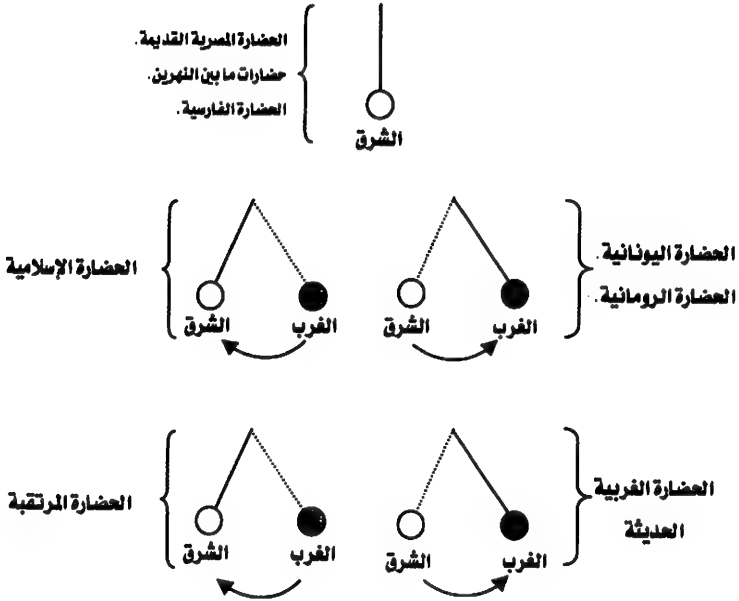 الحضارة المصرية القديمة.
حضارات ما بين النهرين.
الحضارة الفارسية.
الشرق
الحضارة اليونانية.
الحضارة الرومانية.
الغرب
الشرق
الحضارة الإسلامية
الغرب
الشرق
الحضارة الغربية
الحديثة
الغرب
الشرق
الحضارة المرتقبة
الغرب
الشرق